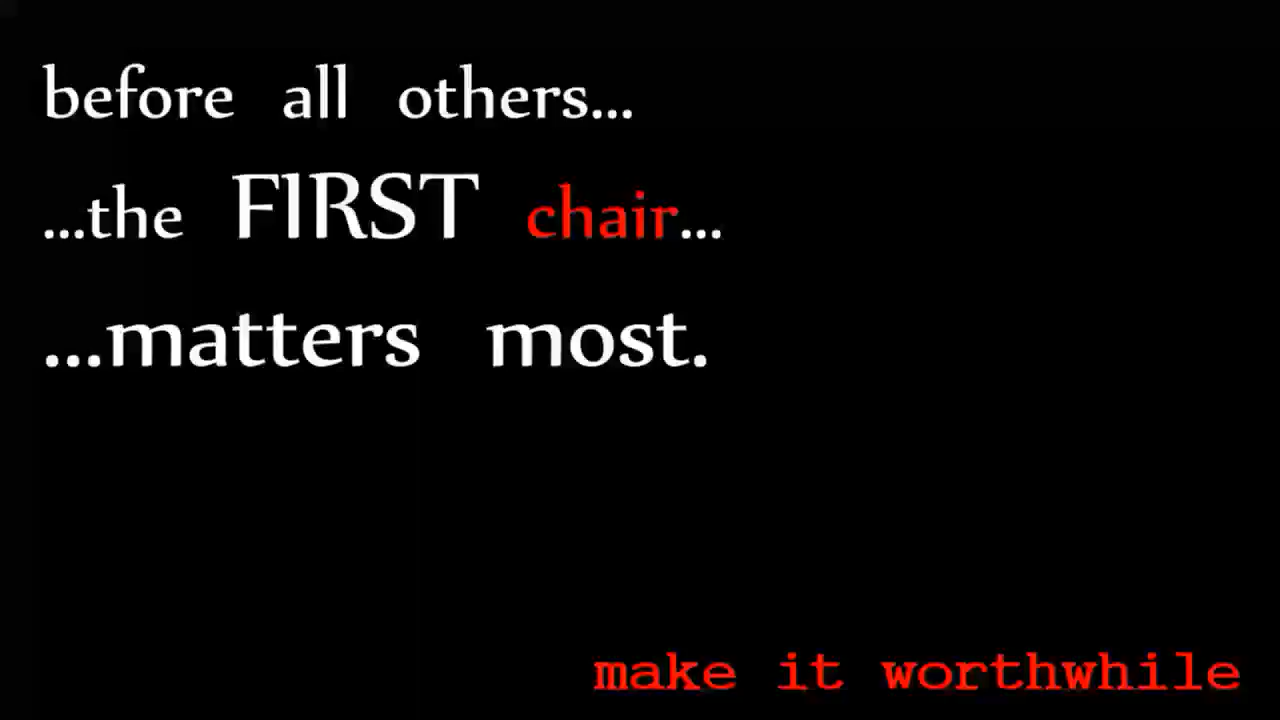 before all others...
...the FIRST chair...
...matters most.
make it worthwhile